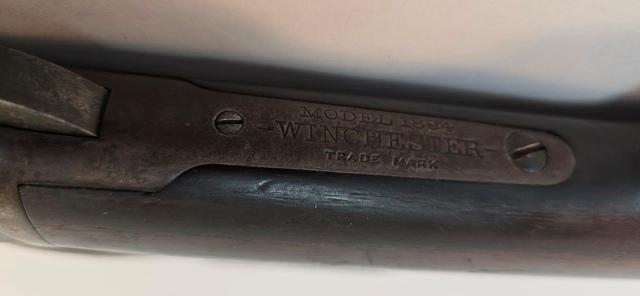 MODEL 1894
-WINCHESTER-
TRADE MARK